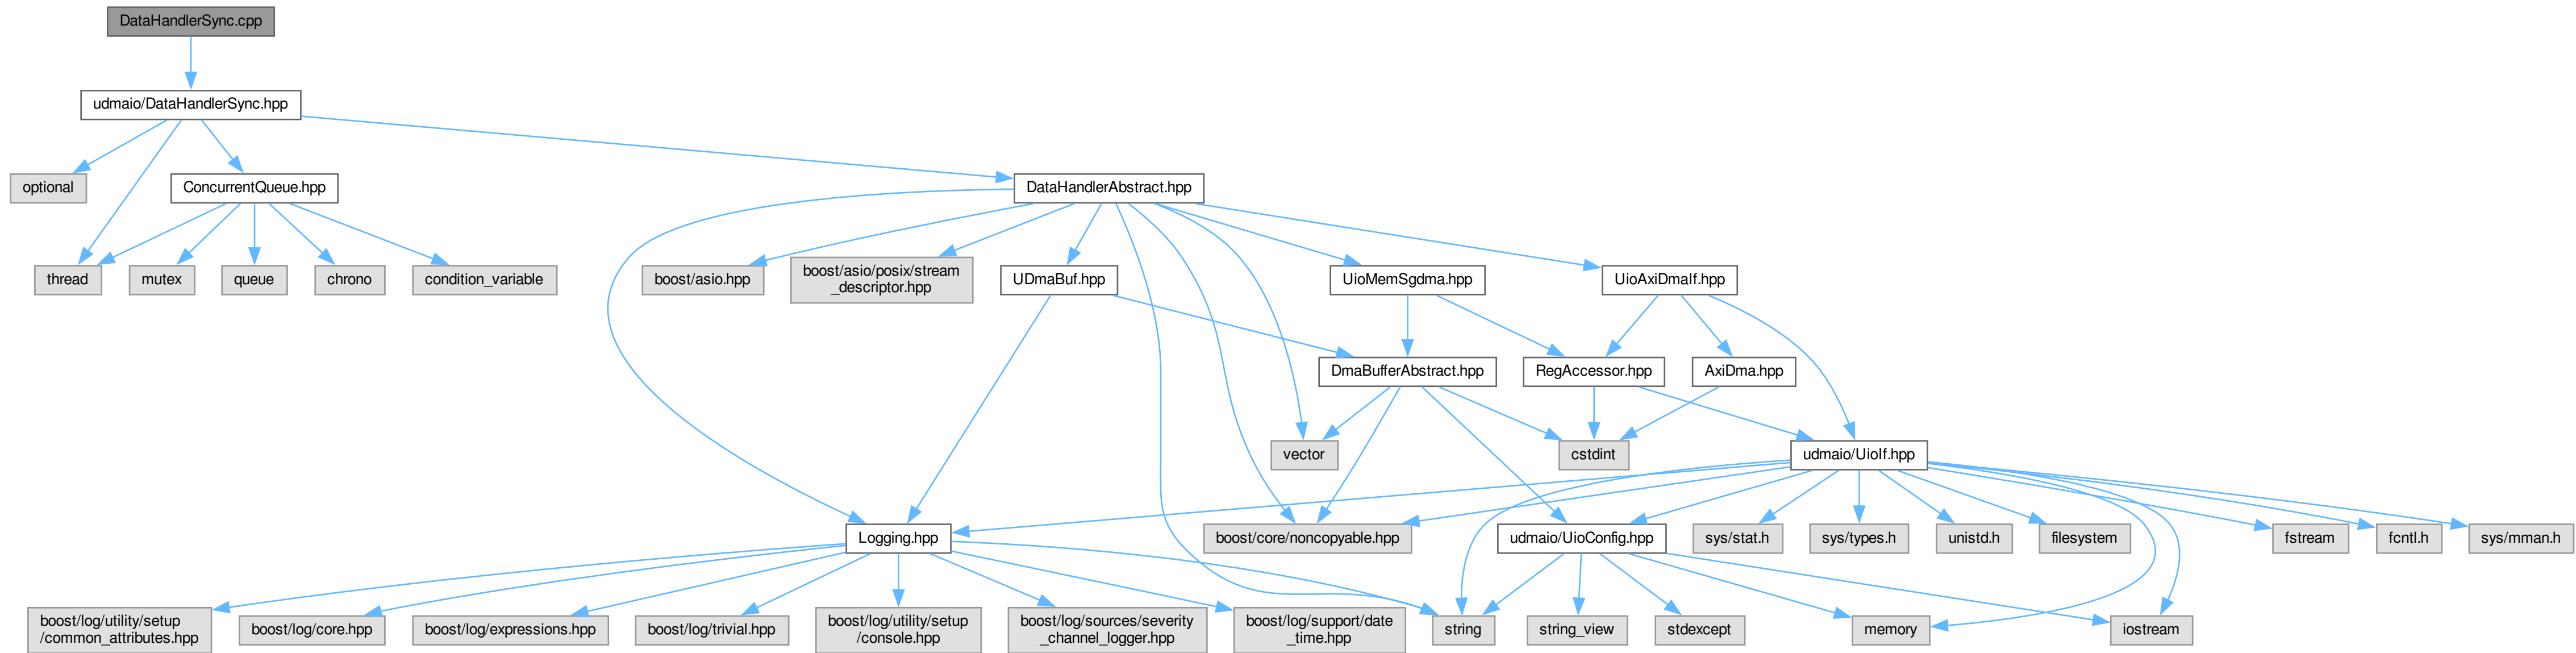 DataHandlerSync.cpp
udmaio/DataHandlerSync.hpp
optional
ConcurrentQueue.hpp
DataHandlerAbstract.hpp
thread
mutex
queue
chrono
condition_variable
boost/asio.hpp
boost/asio/posix/stream
_descriptor.hpp
UDmaBuf.hpp
UioMemSgdma.hpp
UioAxiDmaIf.hpp
DmaBufferAbstract.hpp
RegAccessor.hpp
AxiDma.hpp
vector
cstdint
udmaio/UioIf.hpp
Logging.hpp
boost/core/noncopyable.hpp
udmaio/UioConfig.hpp
sys/stat.h
sys/types.h
unistd.h
filesystem
fstream
fcntl.h
sys/mman.h
boost/log/utility/setup
/common_attributes.hpp
boost/log/core.hpp
boost/log/expressions.hpp
boost/log/trivial.hpp
boost/log/utility/setup
/console.hpp
boost/log/sources/severity
_channel_logger.hpp
boost/log/support/date
_time.hpp
string
string_view
stdexcept
memory
iostream